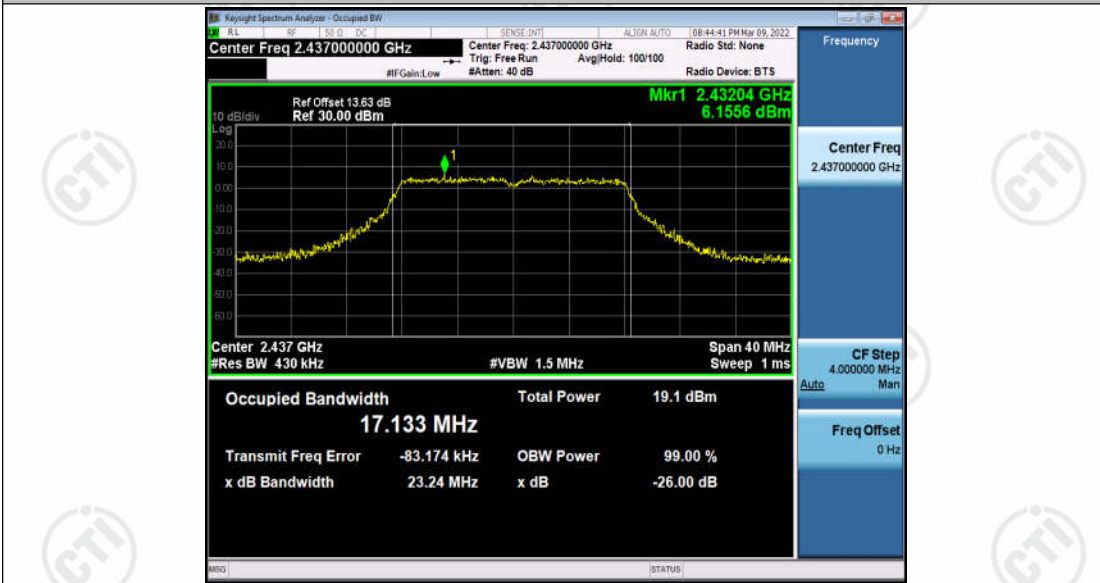 Keysight Spectrum Analyzer - Occupied BW
RL RF 50 Ω DC SENSE:INT ALIGN AUTO 08:44:41 PM Mar 09, 2022
Center Freq 2.437000000 GHz
Center Freq: 2.437000000 GHz
Radio Std: None
Trig: Free Run Avg|Hold: 100/100
#IFGain:Low
#Atten: 40 dB
Radio Device: BTS
Ref Offset 13.63 dB
10 dB/div Ref 30.00 dBm
Mkr1 2.43204 GHz
6.1556 dBm
Log
20.0
10.0
0.00
-10.0
-20.0
-30.0
-40.0
-50.0
-60.0
1
Center 2.437 GHz
Span 40 MHz
#Res BW 430 kHz
#VBW 1.5 MHz
Sweep 1 ms
Occupied Bandwidth
17.133 MHz
Total Power 19.1 dBm
Transmit Freq Error -83.174 kHz
OBW Power 99.00 %
x dB Bandwidth 23.24 MHz
x dB -26.00 dB
MSG
STATUS
Frequency
Center Freq
2.437000000 GHz
CF Step
4.000000 MHz
Auto Man
Freq Offset
0 Hz
CTI
CTI
CTI
CTI